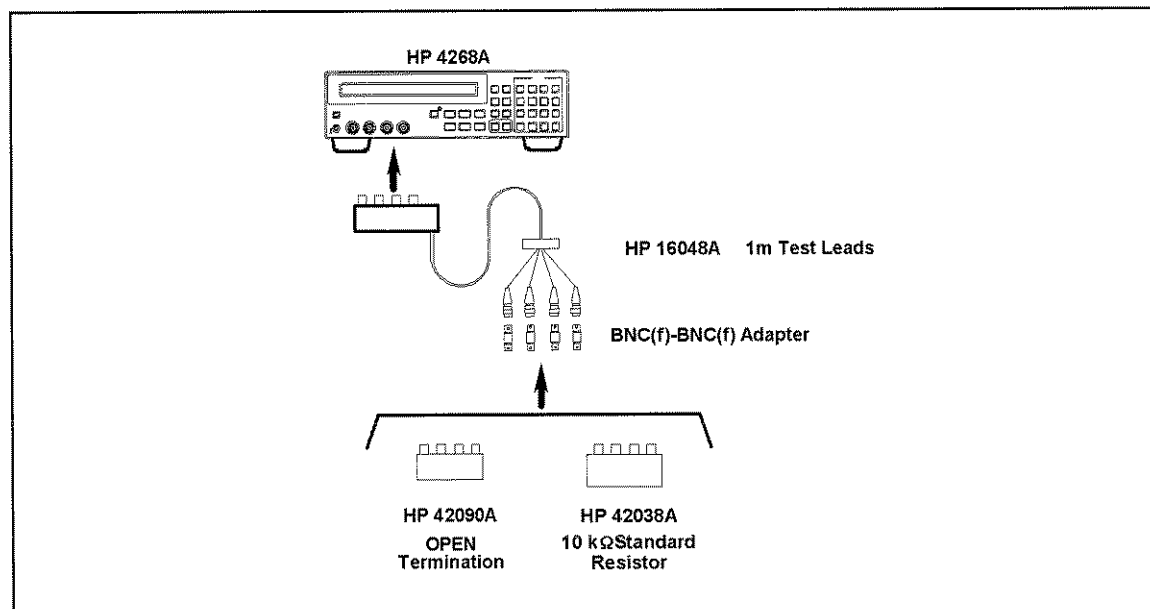 HP 4268A
HP 16048A 1m Test Leads
BNC(f)-BNC(f) Adapter
HP 42090A
OPEN
Termination
HP 42038A
10 kΩStandard
Resistor